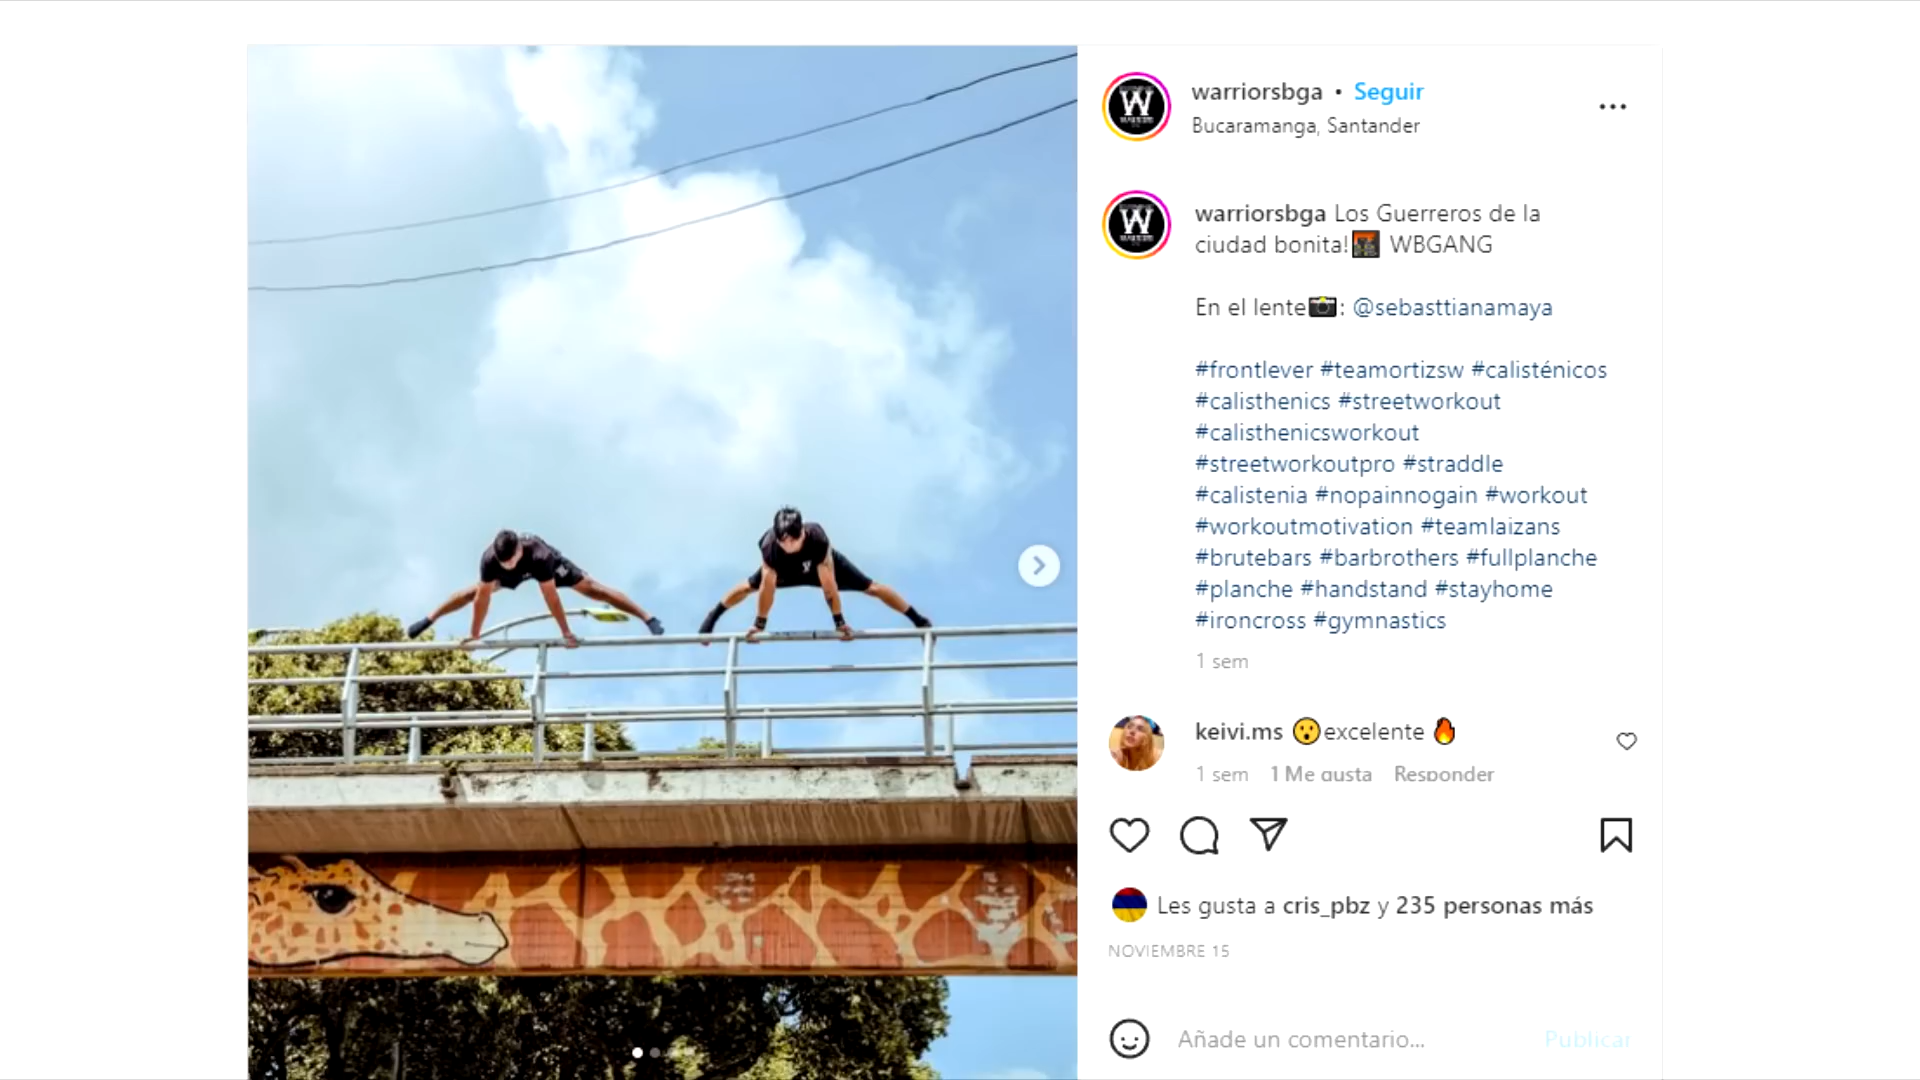 warriorsbga • Seguir
Bucaramanga, Santander
warriorsbga Los Guerreros de la
ciudad bonita! WBGANG
En el lente📷: @sebasttianamaya
#frontlever #teamortizsw #calisténicos
#calisthenics #streetworkout
#calisthenicsworkout
#streetworkoutpro #straddle
#calistenia #nopainnogain #workout
#workoutmotivation #teamlaizans
#brutebars #barbrothers #fullplanche
#planche #handstand #stayhome
#ironcross #gymnastics
1 sem
keivi.ms 😮excelente 🔥
1 sem 1 Me gusta Responder
Les gusta a cris_pbz y 235 personas más
NOVIEMBRE 15
Añade un comentario... Publicar